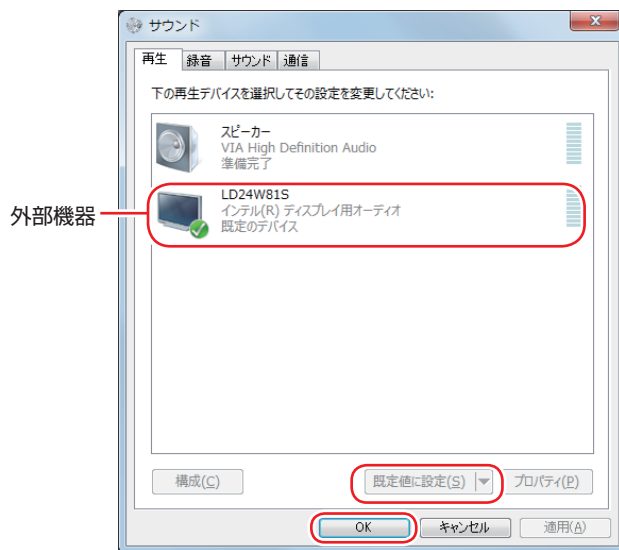 サウンド
再生 録音 サウンド 通信
下の再生デバイスを選択してその設定を変更してください:
スピーカー
VIA High Definition Audio
準備完了
外部機器
LD24W81S
インテル(R) ディスプレイ用オーディオ
既定のデバイス
構成(C) 既定値に設定(S) プロパティ(P)
OK キャンセル 適用(A)